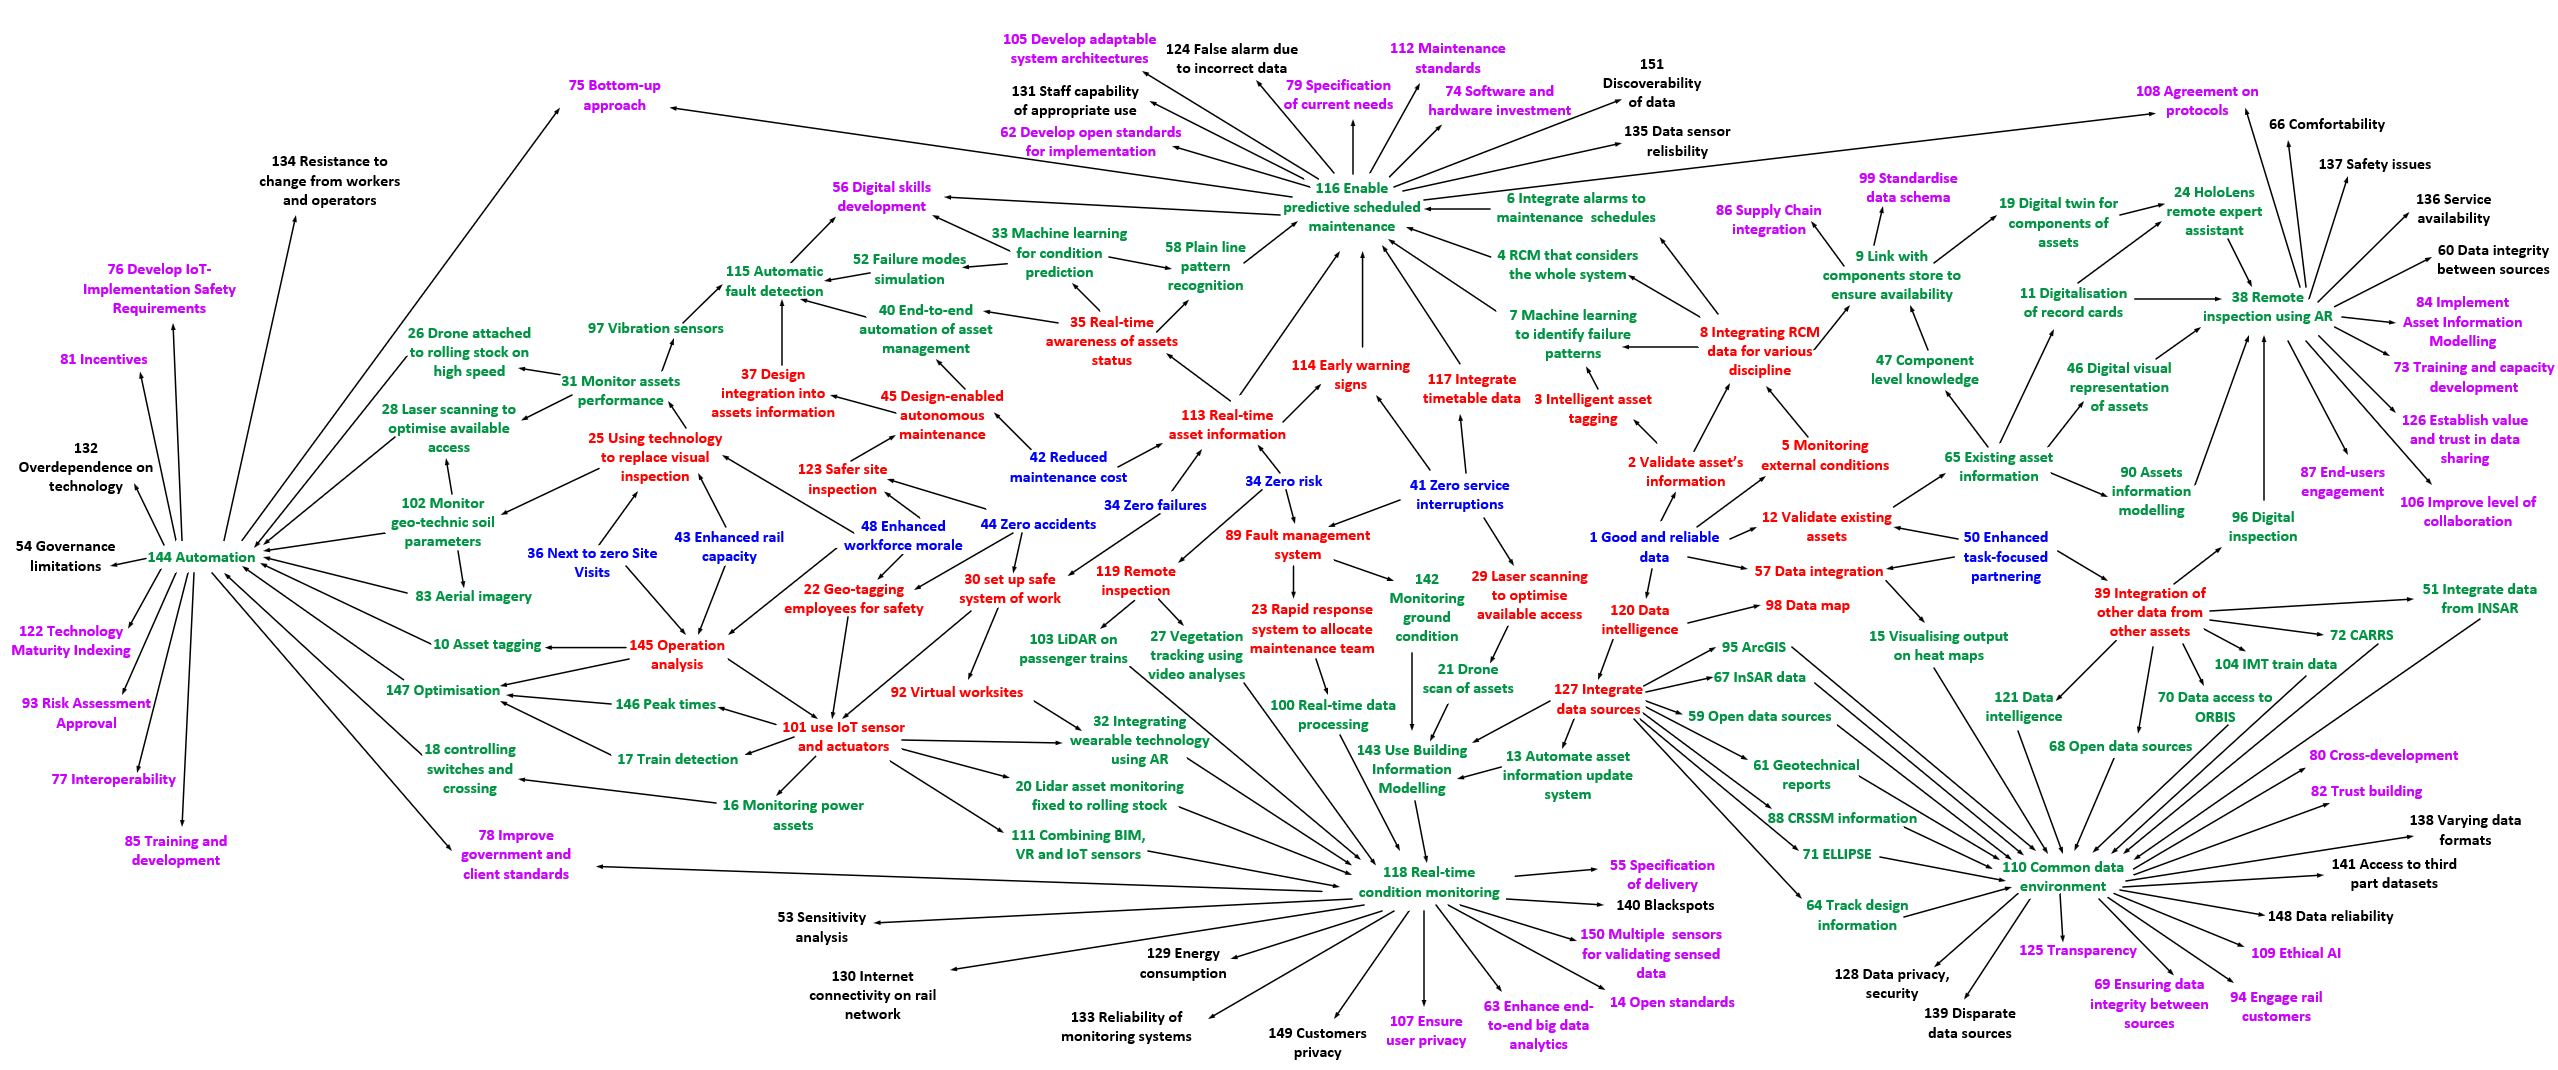 105 Develop adaptable
system architectures
124 False alarm due
to incorrect data
112 Maintenance
standards
151
Discoverability
of data
75 Bottom-up
approach
131 Staff capability
of appropriate use
79 Specification
of current needs
74 Software and
hardware investment
108 Agreement on
protocols
62 Develop open standards
for implementation
135 Data sensor
relisbility
66 Comfortability
134 Resistance to
change from workers
and operators
137 Safety issues
56 Digital skills
development
116 Enable
predictive scheduled
maintenance
6 Integrate alarms to
maintenance schedules
86 Supply Chain
integration
99 Standardise
data schema
19 Digital twin for
components of
assets
24 HoloLens
remote expert
assistant
136 Service
availability
33 Machine learning
for condition
prediction
58 Plain line
pattern
recognition
4 RCM that considers
the whole system
9 Link with
components store to
ensure availability
60 Data integrity
between sources
76 Develop IoT-
Implementation Safety
Requirements
115 Automatic
fault detection
52 Failure modes
simulation
11 Digitalisation
of record cards
38 Remote
inspection using AR
84 Implement
Asset Information
Modelling
26 Drone attached
to rolling stock on
high speed
97 Vibration sensors
40 End-to-end
automation of asset
management
35 Real-time
awareness of assets
status
7 Machine learning
to identify failure
patterns
8 Integrating RCM
data for various
discipline
81 Incentives
31 Monitor assets
performance
37 Design
integration into
assets information
45 Design-enabled
autonomous
maintenance
114 Early warning
signs
117 Integrate
timetable data
3 Intelligent asset
tagging
47 Component
level knowledge
46 Digital visual
representation
of assets
73 Training and capacity
development
28 Laser scanning to
optimise available
access
25 Using technology
to replace visual
inspection
113 Real-time
asset information
126 Establish value
and trust in data
sharing
132
Overdependence on
technology
123 Safer site
inspection
42 Reduced
maintenance cost
34 Zero risk
41 Zero service
interruptions
2 Validate asset's
information
5 Monitoring
external conditions
65 Existing asset
information
90 Assets
information
modelling
87 End-users
engagement
106 Improve level of
collaboration
102 Monitor
geo-technic soil
parameters
34 Zero failures
96 Digital
inspection
54 Governance
limitations
144 Automation
36 Next to zero Site
Visits
43 Enhanced rail
capacity
48 Enhanced
workforce morale
44 Zero accidents
89 Fault management
system
1 Good and reliable
data
12 Validate existing
assets
50 Enhanced
task-focused
partnering
83 Aerial imagery
22 Geo-tagging
employees for safety
30 set up safe
system of work
119 Remote
inspection
142
Monitoring
ground
condition
29 Laser scanning
to optimise
available access
57 Data integration
39 Integration of
other data from
other assets
51 Integrate data
from INSAR
122 Technology
Maturity Indexing
10 Asset tagging
145 Operation
analysis
103 LiDAR on
passenger trains
27 Vegetation
tracking using
video analyses
23 Rapid response
system to allocate
maintenance team
120 Data
intelligence
98 Data map
15 Visualising output
on heat maps
72 CARRS
104 IMT train data
93 Risk Assessment
Approval
147 Optimisation
146 Peak times
92 Virtual worksites
100 Real-time data
processing
21 Drone
scan of assets
127 Integrate
data sources
95 ArcGIS
67 InSAR data
59 Open data sources
121 Data
intelligence
70 Data access to
ORBIS
77 Interoperability
18 controlling
switches and
crossing
17 Train detection
101 use IoT sensor
and actuators
32 Integrating
wearable technology
using AR
143 Use Building
Information
Modelling
13 Automate asset
information update
system
61 Geotechnical
reports
68 Open data sources
80 Cross-development
16 Monitoring power
assets
20 Lidar asset monitoring
fixed to rolling stock
88 CRSSM information
82 Trust building
85 Training and
development
78 Improve
government and
client standards
111 Combining BIM,
VR and IoT sensors
71 ELLIPSE
138 Varying data
formats
118 Real-time
condition monitoring
55 Specification
of delivery
110 Common data
environment
141 Access to third
part datasets
53 Sensitivity
analysis
140 Blackspots
64 Track design
information
148 Data reliability
130 Internet
connectivity on rail
network
129 Energy
consumption
150 Multiple sensors
for validating sensed
data
128 Data privacy,
security
125 Transparency
109 Ethical AI
133 Reliability of
monitoring systems
149 Customers
privacy
107 Ensure
user privacy
63 Enhance end-
to-end big data
analytics
14 Open standards
139 Disparate
data sources
69 Ensuring data
integrity between
sources
94 Engage rail
customers